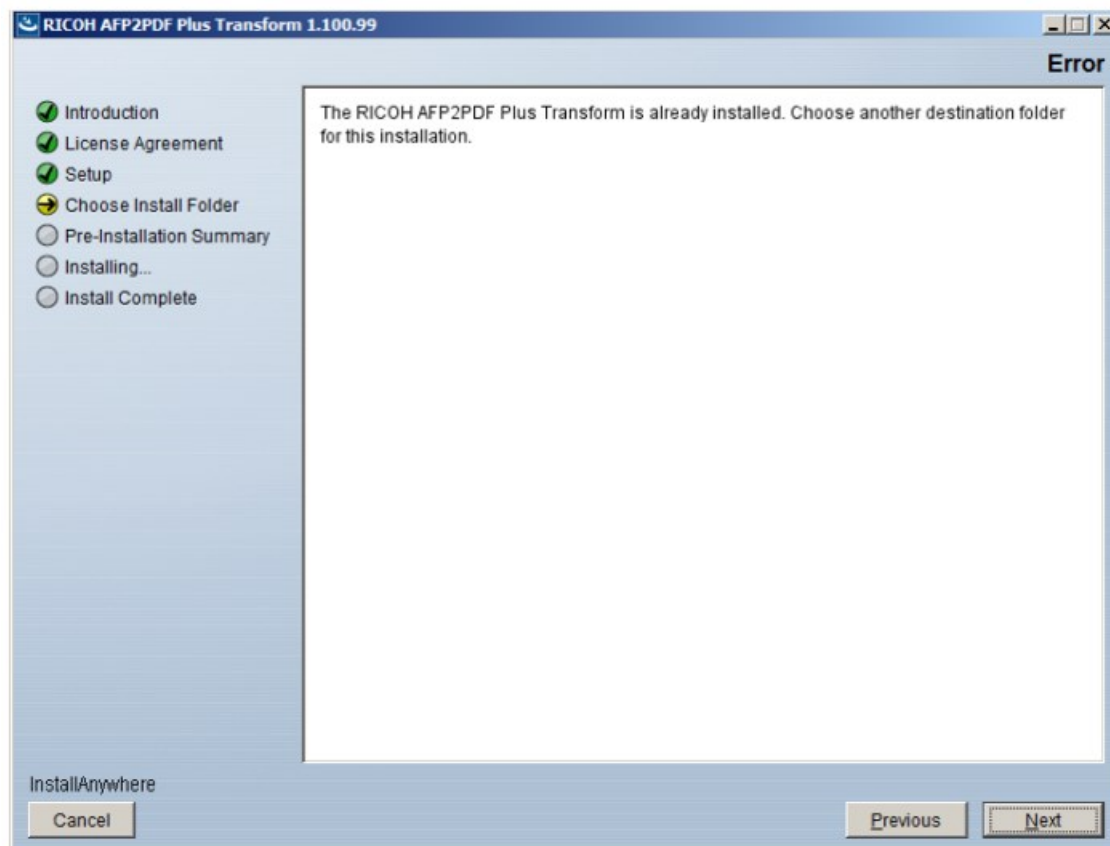 RICOH AFP2PDF Plus Transform 1.100.99
Error
Introduction
License Agreement
Setup
Choose Install Folder
Pre-Installation Summary
Installing...
Install Complete
The RICOH AFP2PDF Plus Transform is already installed. Choose another destination folder
for this installation.
InstallAnywhere
Cancel
Previous
Next